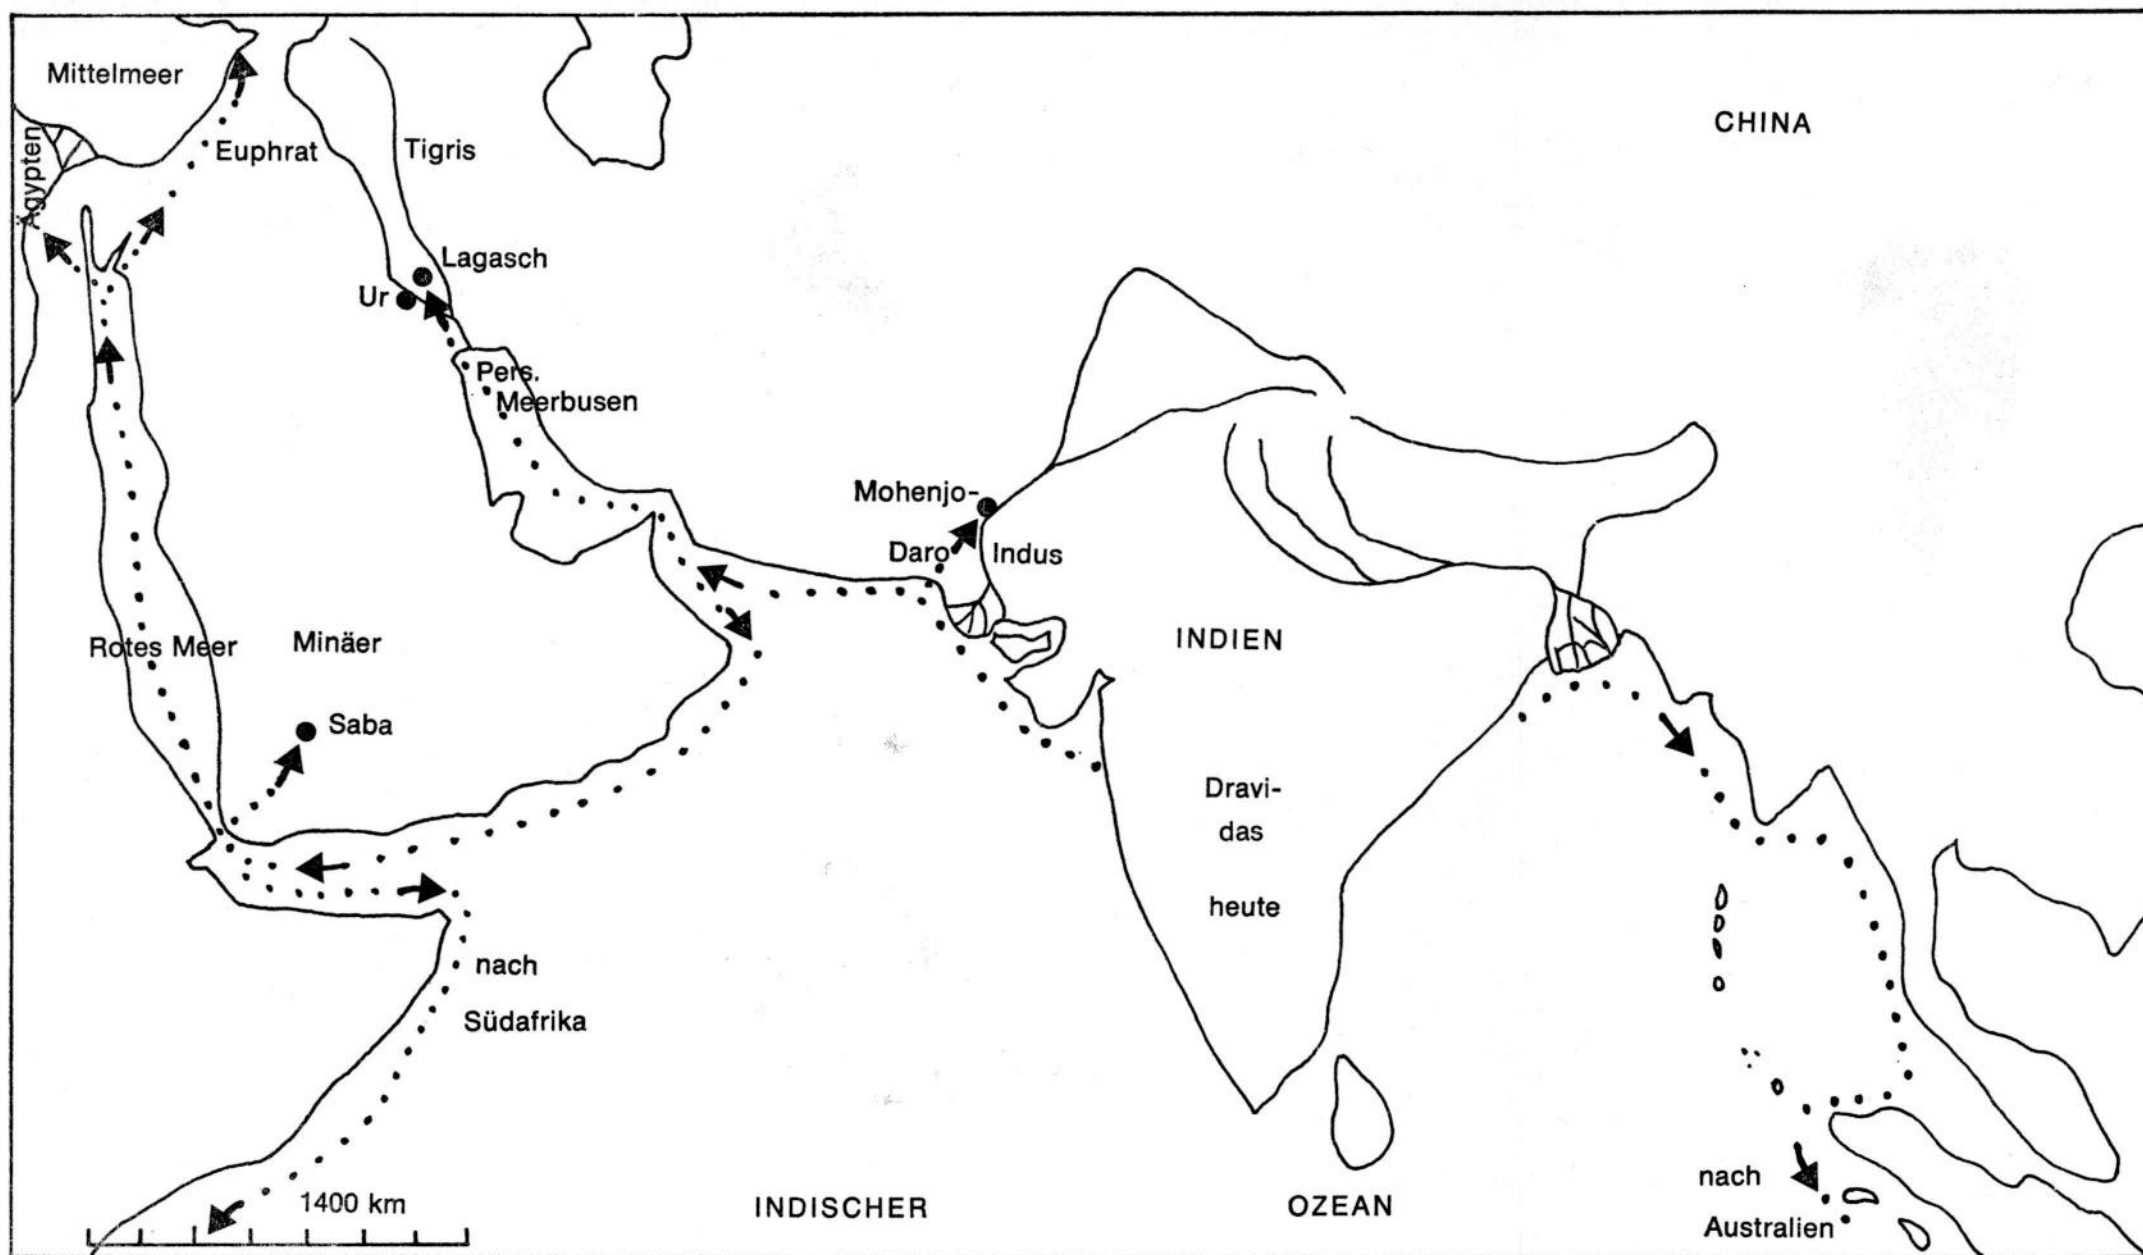 Mittelmeer
CHINA
Ägypten
Euphrat
Tigris
Lagasch
Ur
Pers.
Meerbusen
Mohenjo-
Daro
Indus
Rotes Meer
Minäer
INDIEN
Saba
Dravi-
das
heute
nach
Südafrika
nach
Australien
1400 km
INDISCHER OZEAN